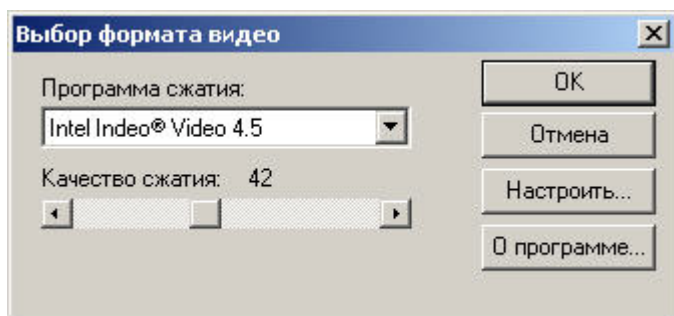 Выбор формата видео
Программа сжатия:
Intel Indeo® Video 4.5
Качество сжатия: 42
OK
Отмена
Настроить...
О программе...